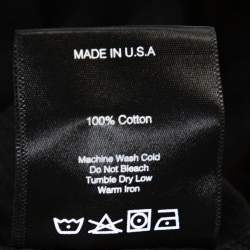 MADE IN U.S.A
100% Cotton
Machine Wash Cold
Do Not Bleach
Tumble Dry Low
Warm Iron